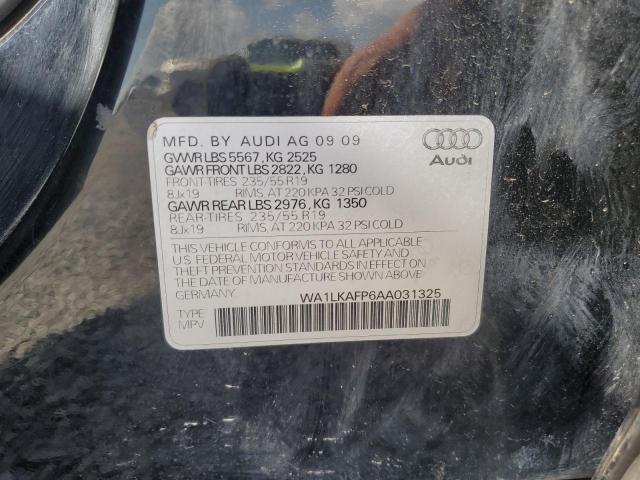 MFD. BY AUDI AG 09 09
GVWR LBS 5567, KG 2525
GAWR FRONT LBS 2822, KG 1280
FRONT-TIRES 235/55 R19
8Jx19 RIMS, AT 220 KPA 32 PSI COLD
GAWR REAR LBS 2976, KG 1350
REAR-TIRES 235/55 R19
8Jx19 RIMS, AT 220 KPA 32 PSI COLD
Audi
THIS VEHICLE CONFORMS TO ALL APPLICABLE
U.S. FEDERAL MOTOR VEHICLE SAFETY AND
THEFT PREVENTION STANDARDS IN EFFECT ON
THE DATE OF MANUFACTURE SHOWN ABOVE.
GERMANY WA1LKAFP6AA031325
TYPE
MPV